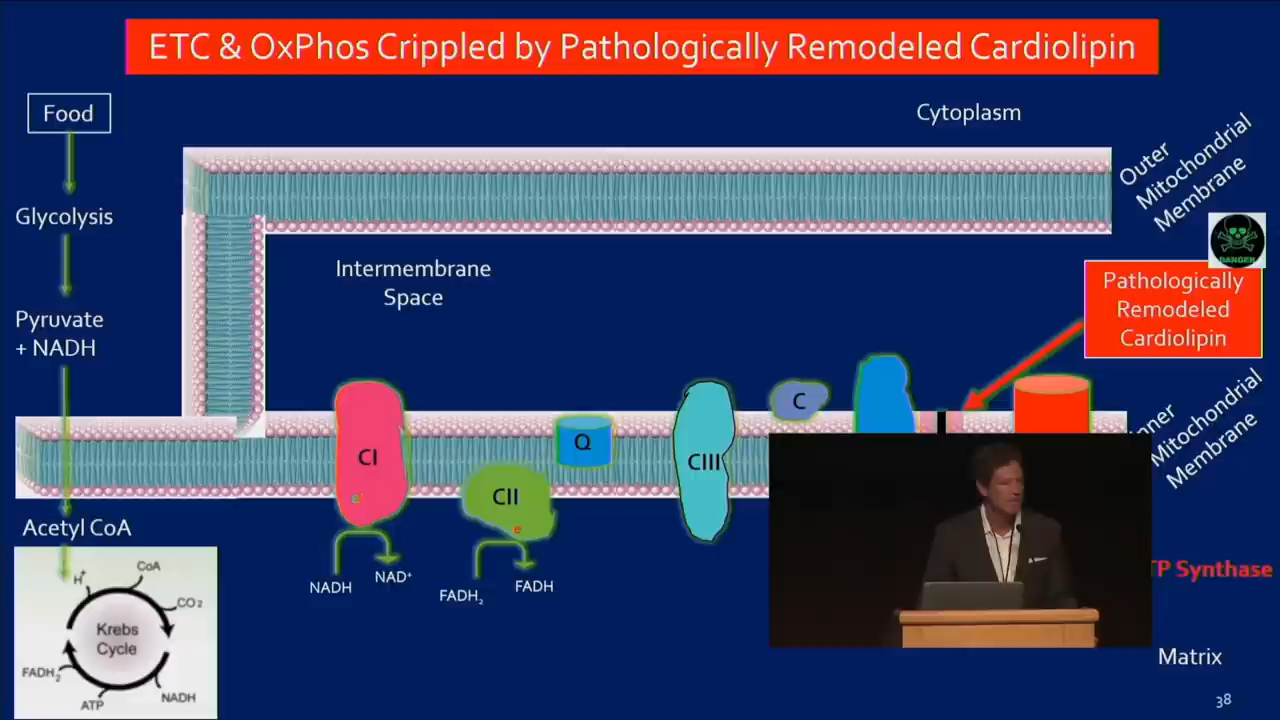 ETC & OxPhos Crippled by Pathologically Remodeled Cardiolipin
Food
Cytoplasm
Outer
Mitochondrial
Membrane
Glycolysis
DANGER
Intermembrane
Space
Pathologically
Remodeled
Cardiolipin
Pyruvate
+ NADH
C
Q
CI
CIII
nner
Mitochondrial
Membrane
e-
CII
e
Acetyl CoA
NADH
NAD⁺
FADH₂
FADH
TP Synthase
H⁺
CoA
CO₂
Krebs
Cycle
FADH₂
NADH
ATP
Matrix
38